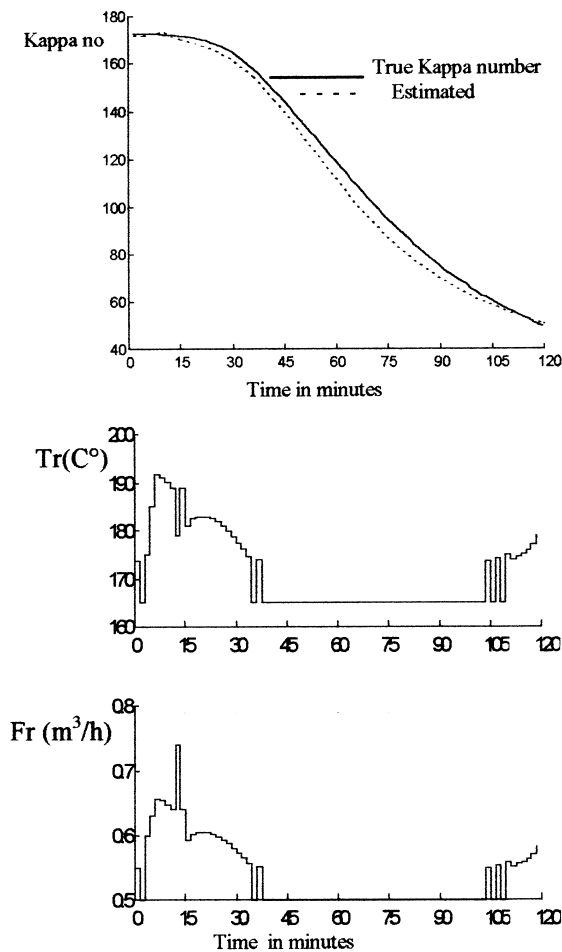 180
Kappa no
160
True Kappa number
Estimated
140
120
100
80
60
40
0 15 30 45 60 75 90 105 120
Time in minutes
200
Tr(C°)
190
180
170
160
0 15 30 45 60 75 90 105 120
0.8
Fr (m³/h)
0.7
0.6
0.5
0 15 30 45 60 75 90 105 120
Time in minutes